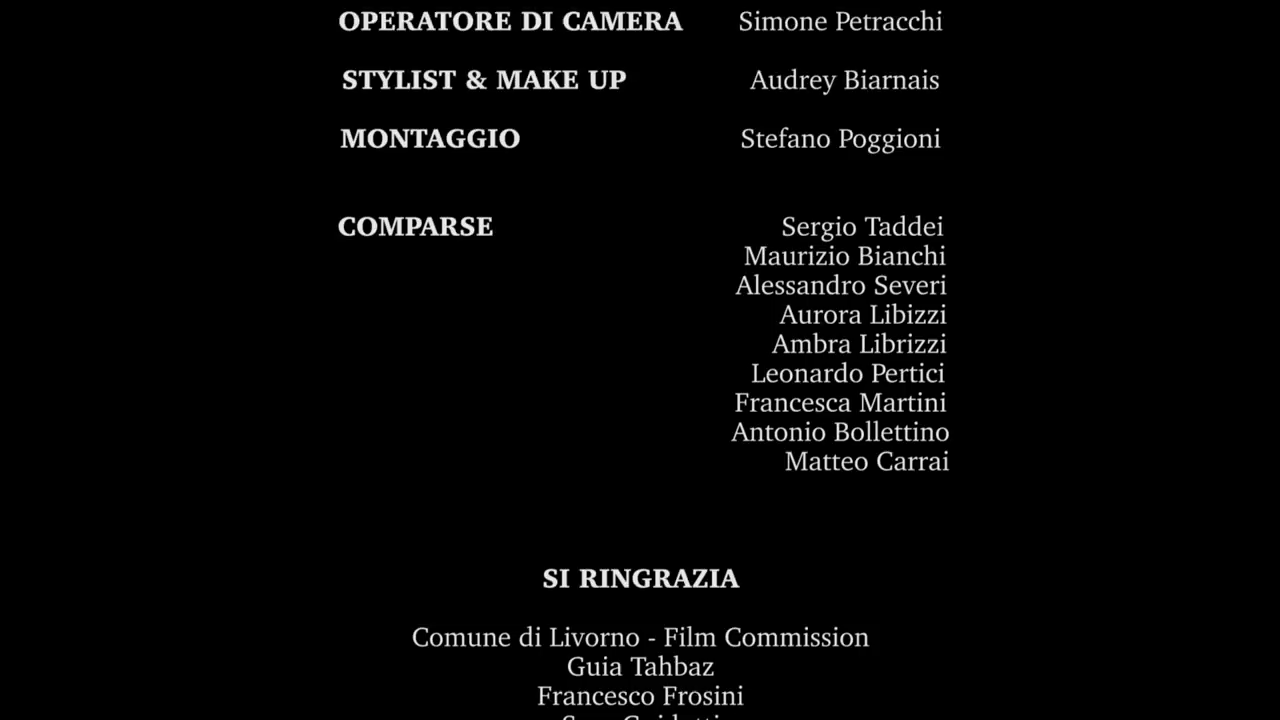 OPERATORE DI CAMERA Simone Petracchi
STYLIST & MAKE UP Audrey Biarnais
MONTAGGIO Stefano Poggioni
COMPARSE Sergio Taddei
Maurizio Bianchi
Alessandro Severi
Aurora Libizzi
Ambra Librizzi
Leonardo Pertici
Francesca Martini
Antonio Bollettino
Matteo Carrai
SI RINGRAZIA
Comune di Livorno - Film Commission
Guia Tahbaz
Francesco Frosini